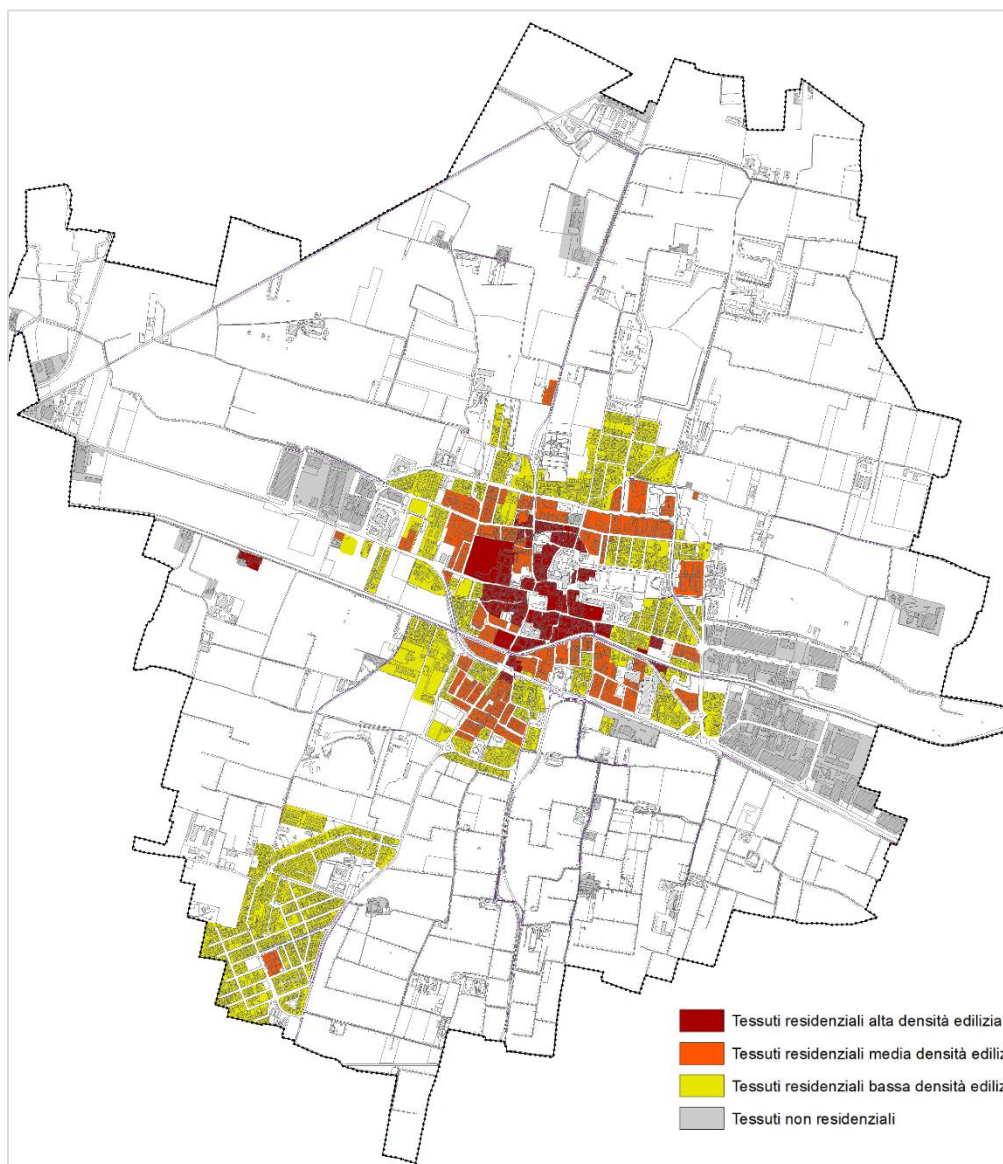 Tessuti residenziali alta densità edilizia
Tessuti residenziali media densità ediliz
Tessuti residenziali bassa densità ediliz
Tessuti non residenziali